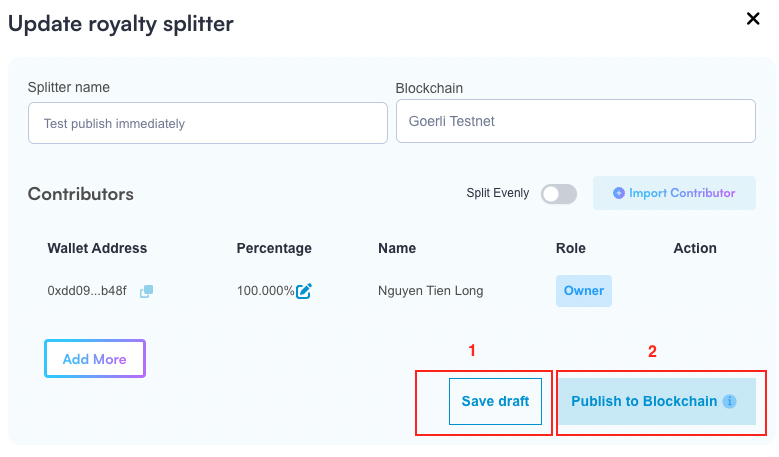 Update royalty splitter
Splitter name
Blockchain
Test publish immediately
Goerli Testnet
Contributors
Split Evenly
Import Contributor
Wallet Address Percentage Name Role Action
0xdd09...b48f 100.000% Nguyen Tien Long Owner
Add More
1
2
Save draft
Publish to Blockchain